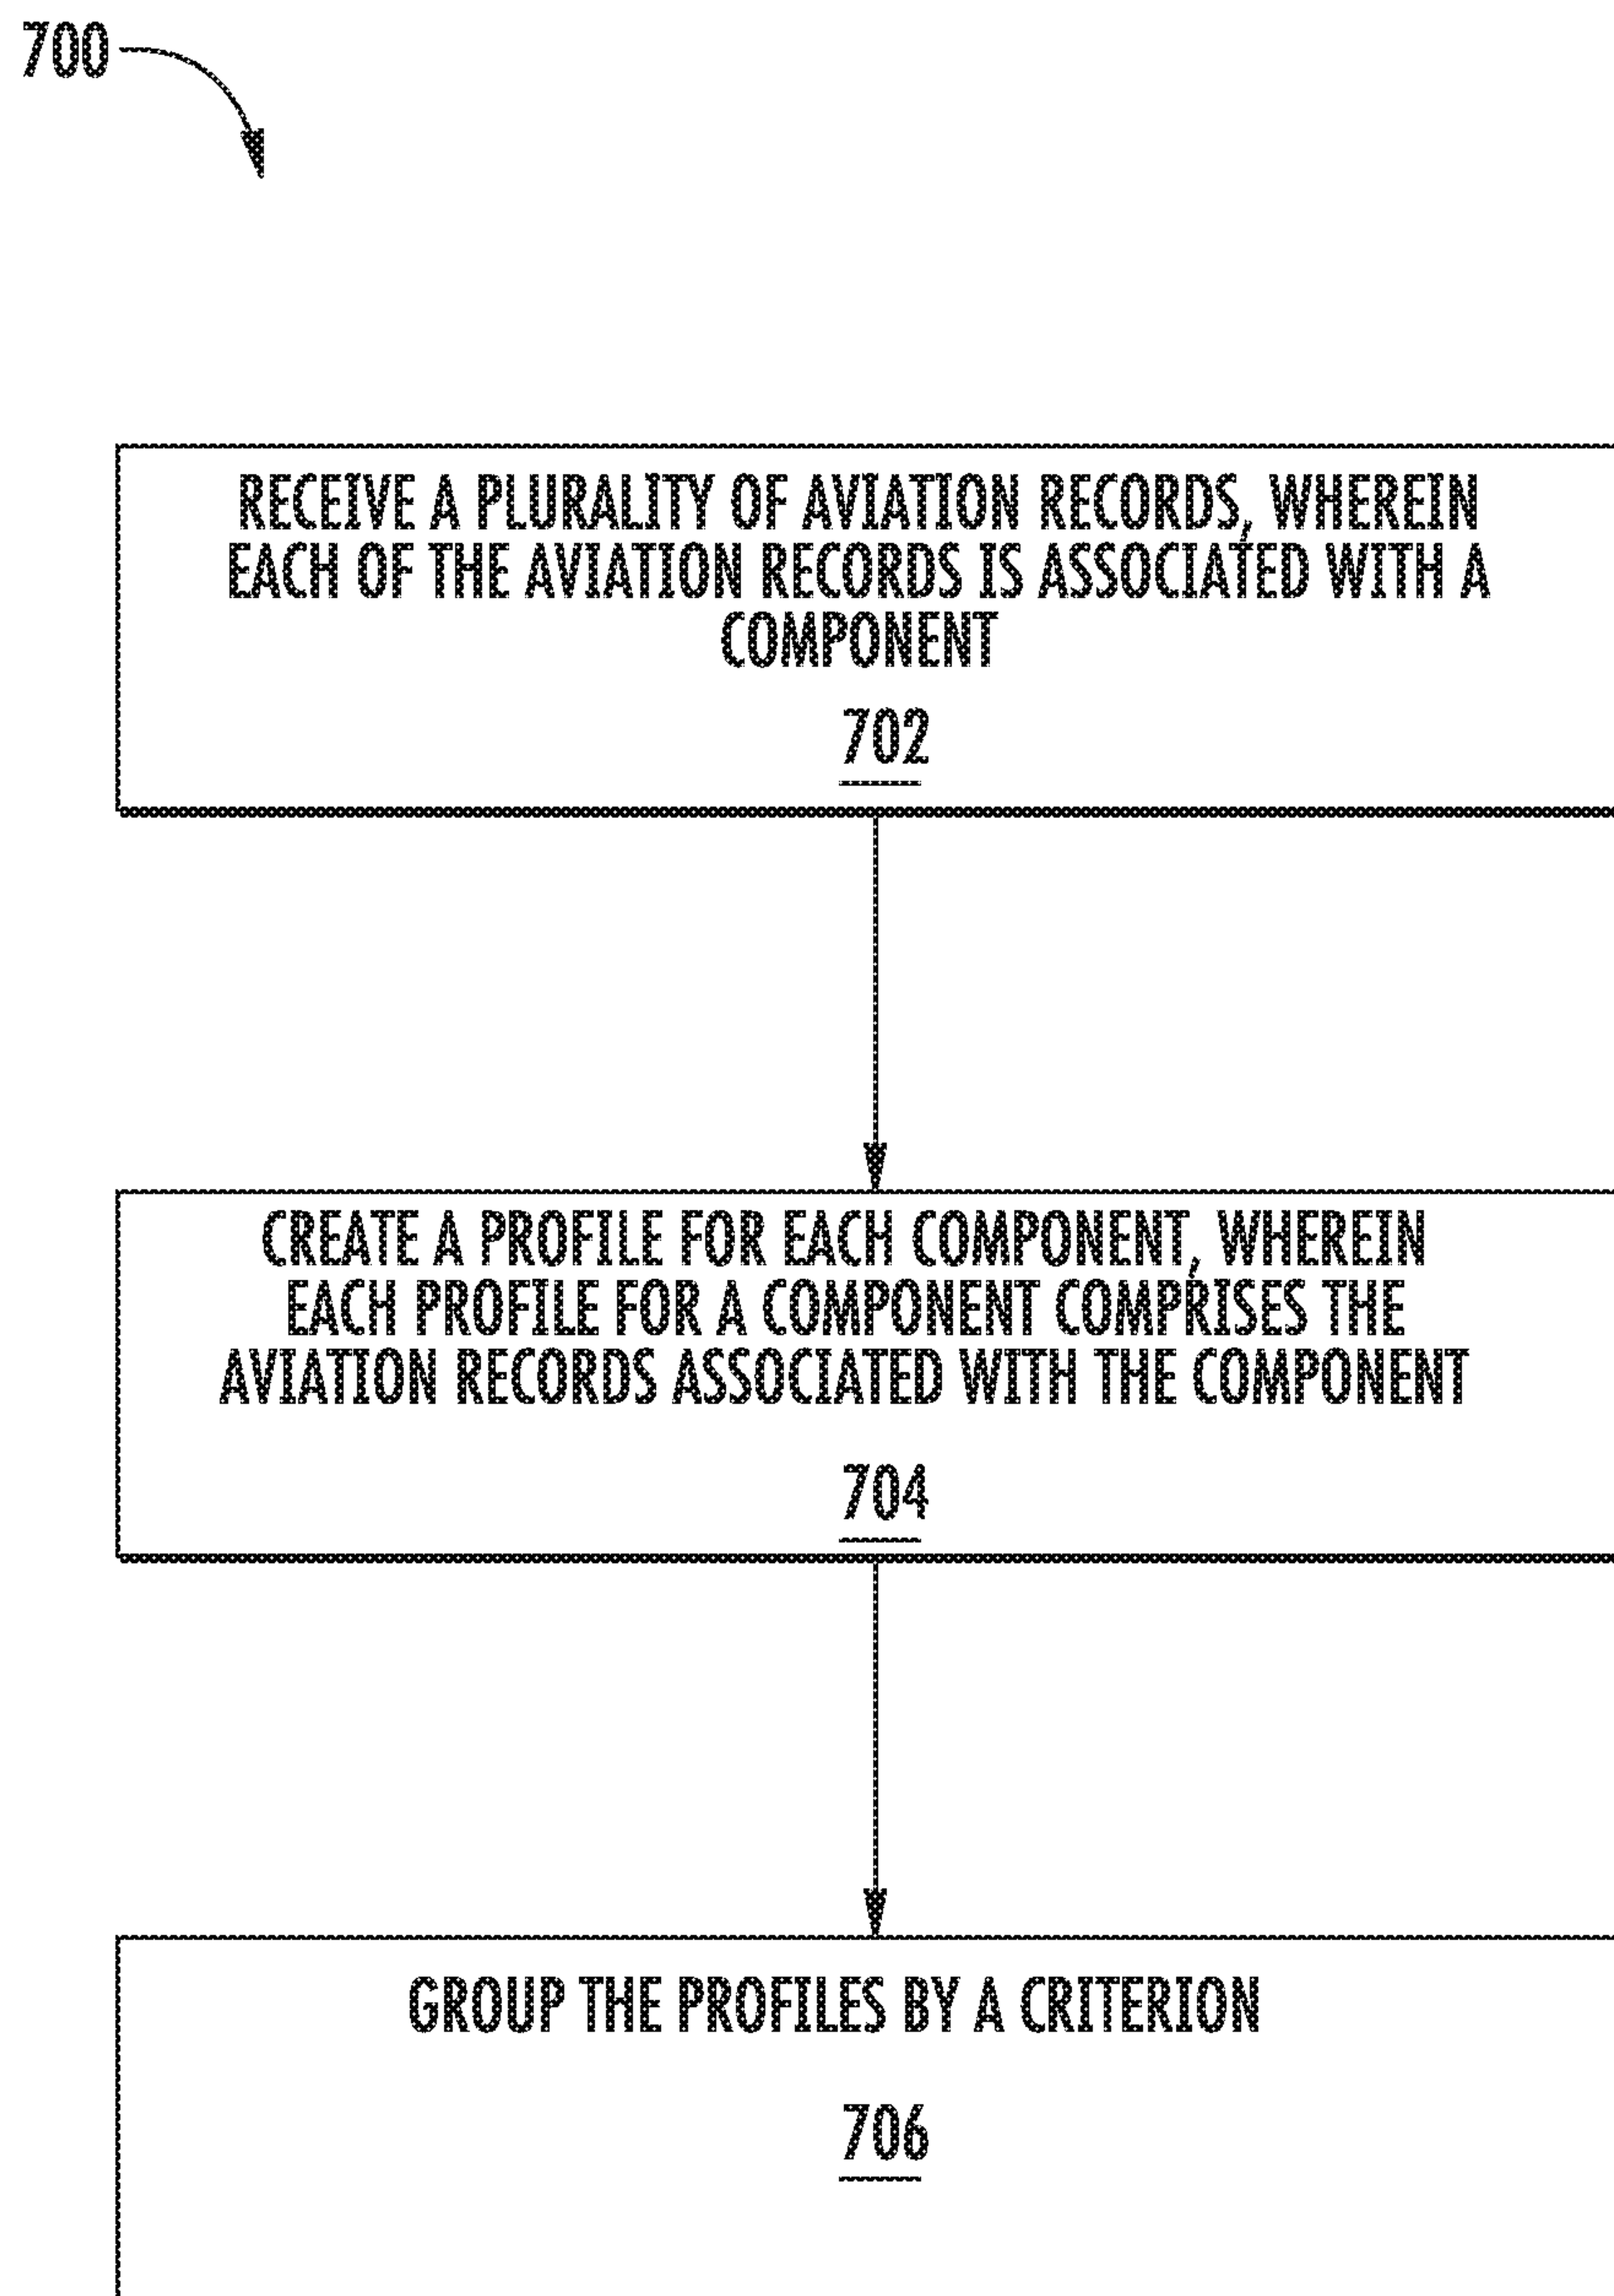 700
RECEIVE A PLURALITY OF AVIATION RECORDS, WHEREIN
EACH OF THE AVIATION RECORDS IS ASSOCIATED WITH A
COMPONENT
702
CREATE A PROFILE FOR EACH COMPONENT, WHEREIN
EACH PROFILE FOR A COMPONENT COMPRISES THE
AVIATION RECORDS ASSOCIATED WITH THE COMPONENT
704
GROUP THE PROFILES BY A CRITERION
706